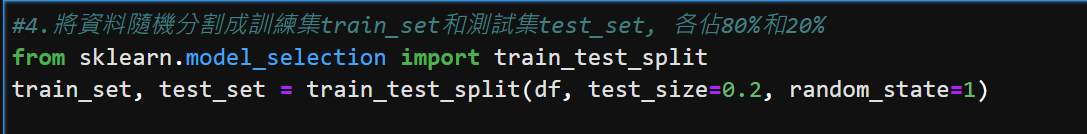 #4.將資料隨機分割成訓練集train_set和測試集test_set, 各佔80%和20%
from sklearn.model_selection import train_test_split
train_set, test_set = train_test_split(df, test_size=0.2, random_state=1)